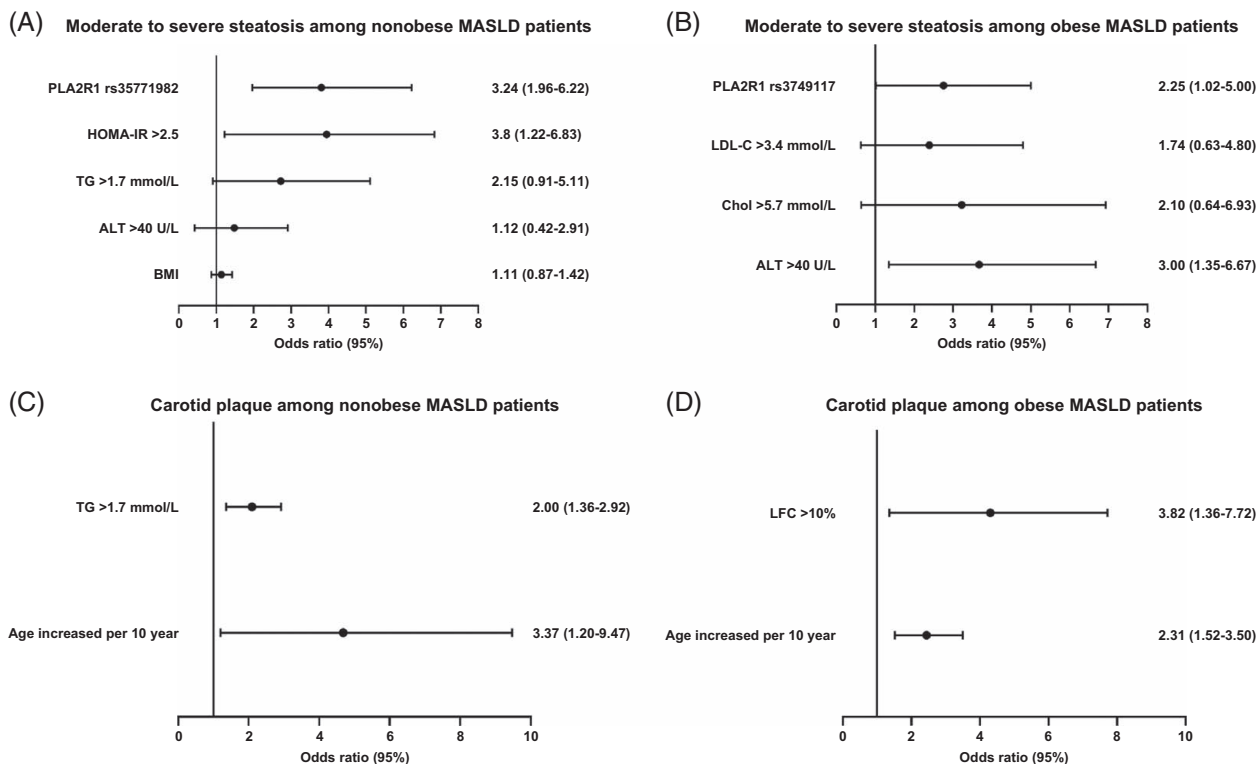 (A)
Moderate to severe steatosis among nonobese MASLD patients
PLA2R1 rs35771982
3.24 (1.96-6.22)
HOMA-IR >2.5
3.8 (1.22-6.83)
TG >1.7 mmol/L
2.15 (0.91-5.11)
ALT >40 U/L
1.12 (0.42-2.91)
BMI
1.11 (0.87-1.42)
0 1 2 3 4 5 6 7 8
Odds ratio (95%)
(B)
Moderate to severe steatosis among obese MASLD patients
PLA2R1 rs3749117
2.25 (1.02-5.00)
LDL-C >3.4 mmol/L
1.74 (0.63-4.80)
Chol >5.7 mmol/L
2.10 (0.64-6.93)
ALT >40 U/L
3.00 (1.35-6.67)
0 1 2 3 4 5 6 7 8
Odds ratio (95%)
(C)
Carotid plaque among nonobese MASLD patients
TG >1.7 mmol/L
2.00 (1.36-2.92)
Age increased per 10 year
3.37 (1.20-9.47)
0 2 4 6 8 10
Odds ratio (95%)
(D)
Carotid plaque among obese MASLD patients
LFC >10%
3.82 (1.36-7.72)
Age increased per 10 year
2.31 (1.52-3.50)
0 2 4 6 8 10
Odds ratio (95%)